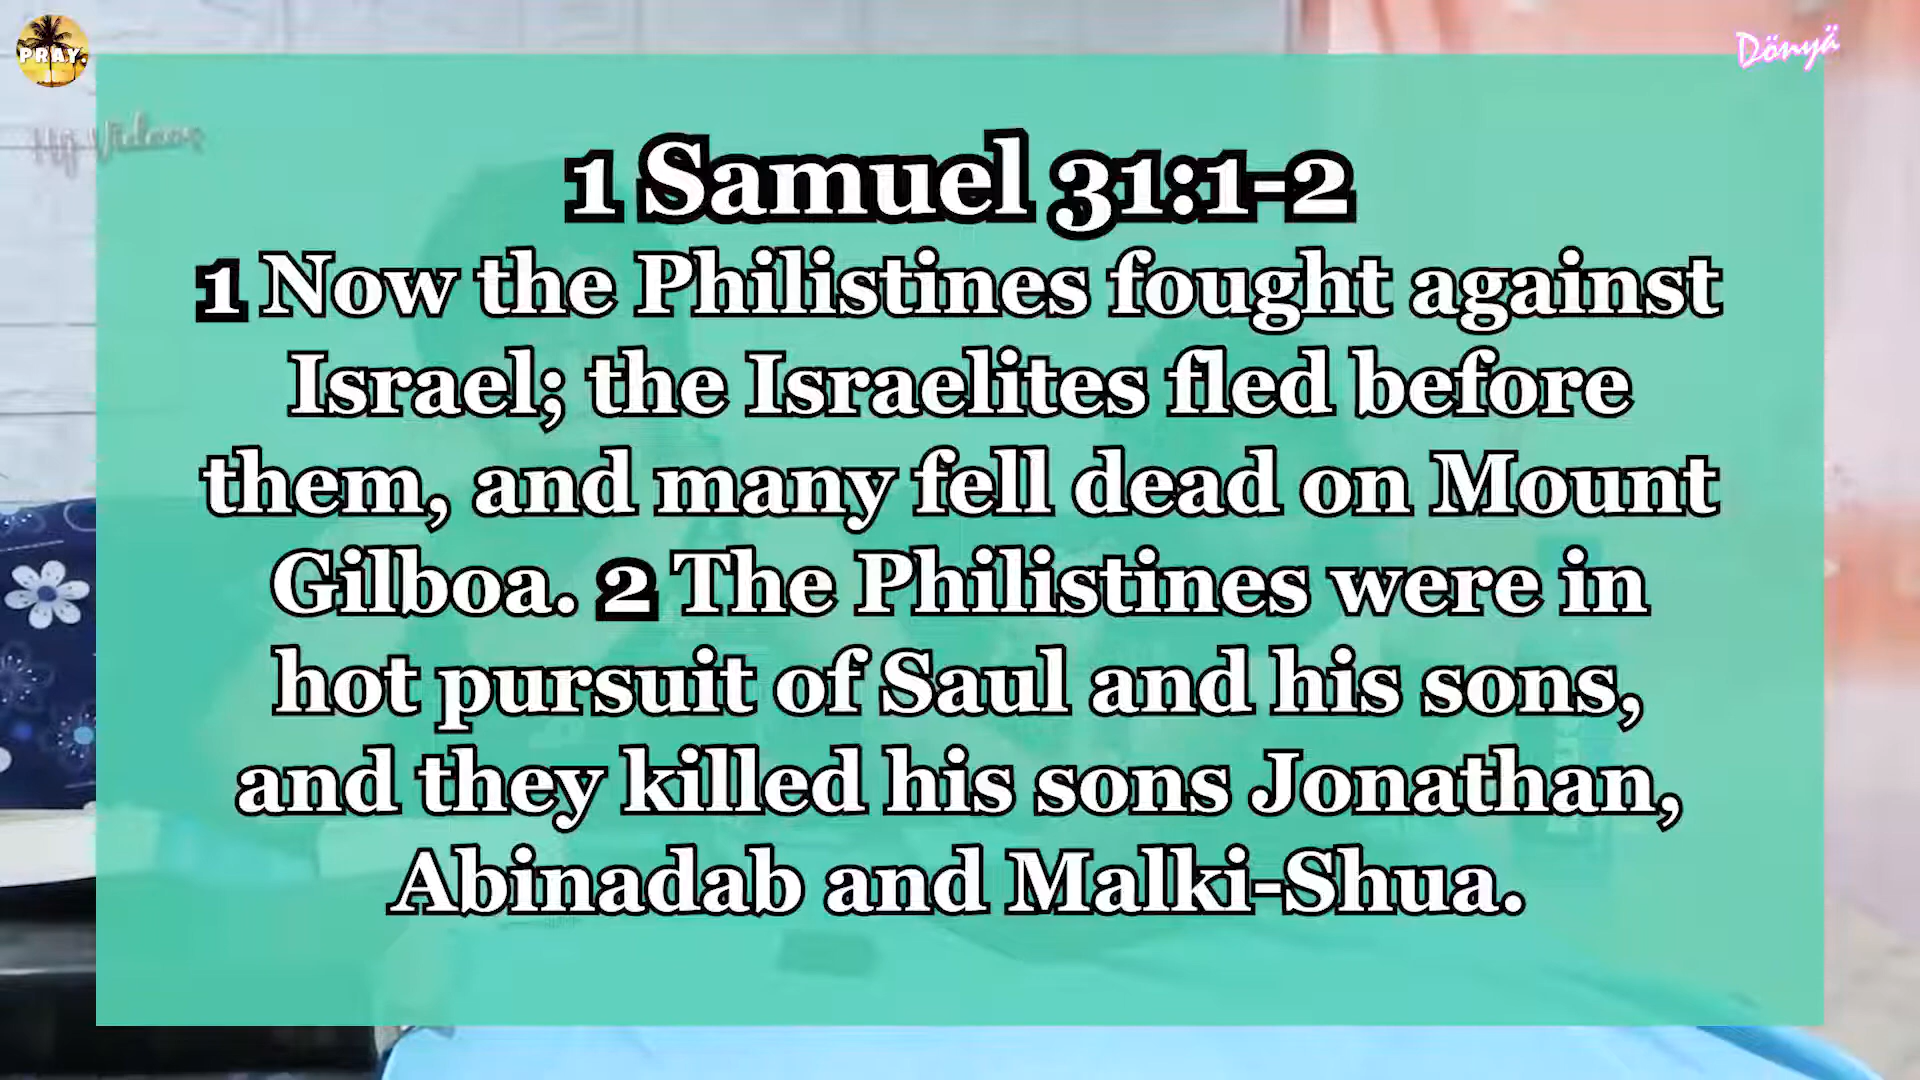 PRAY.
Dönyä
Hq Videos
1 Samuel 31:1-2
1 Now the Philistines fought against
Israel; the Israelites fled before
them, and many fell dead on Mount
Gilboa. 2 The Philistines were in
hot pursuit of Saul and his sons,
and they killed his sons Jonathan,
Abinadab and Malki-Shua.